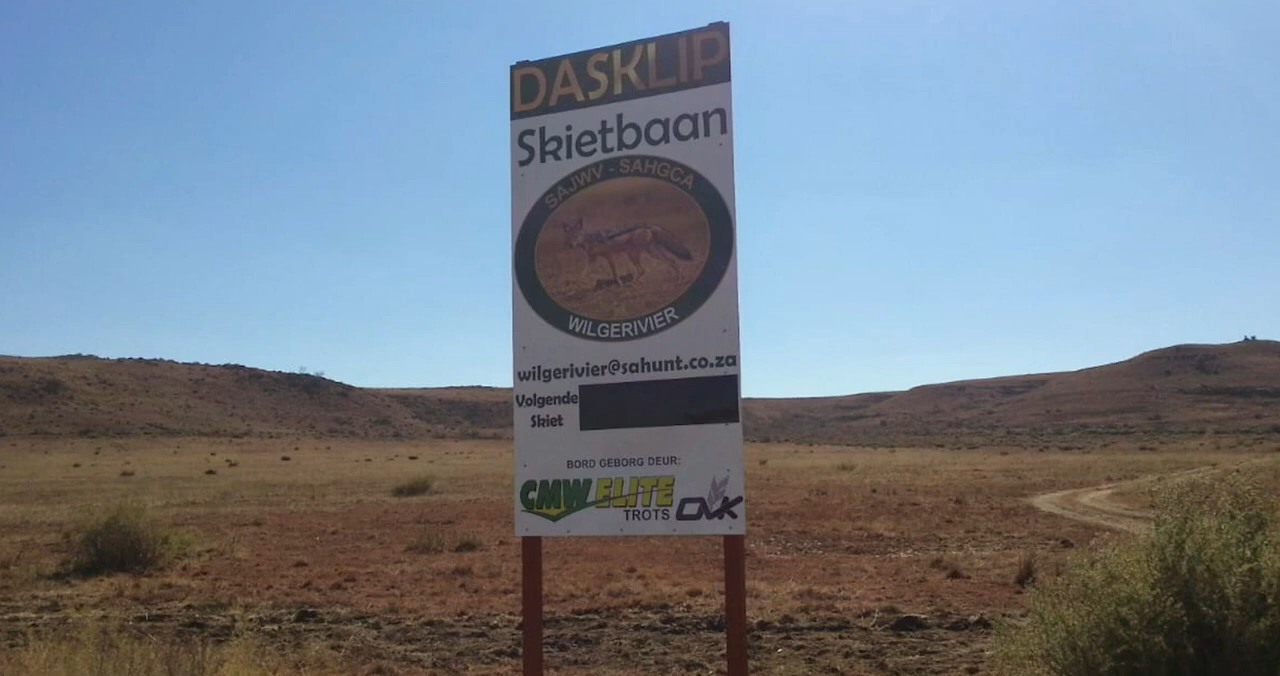 DASKLIP
Skietbaan
SAJWV - SAHGCA
WILGERIVIER
wilgerivier@sahunt.co.za
Volgende
Skiet
BORD GEBORG DEUR:
CMW ELITE
TROTS OVK